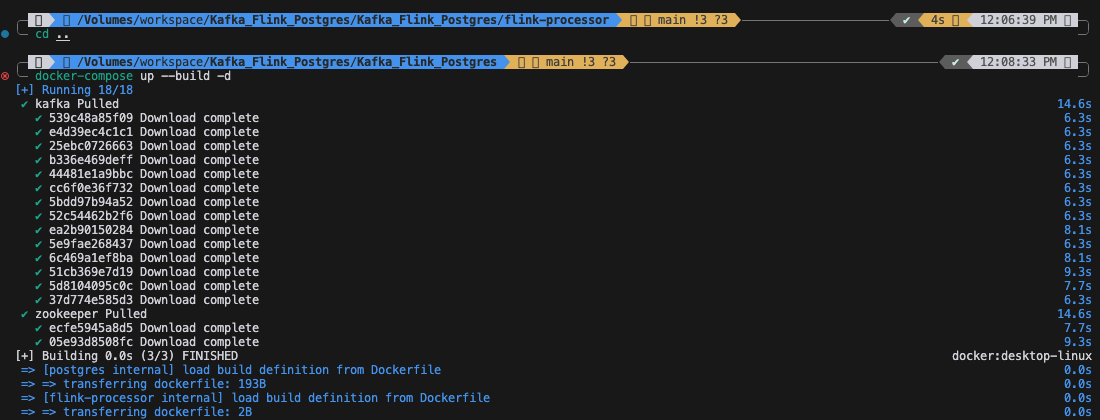 /Volumes/workspace/Kafka_Flink_Postgres/Kafka_Flink_Postgres/flink-processor main !3 ?3 ✔ 4s 12:06:39 PM
cd ..
/Volumes/workspace/Kafka_Flink_Postgres/Kafka_Flink_Postgres main !3 ?3 ✔ 12:08:33 PM
docker-compose up --build -d
[+] Running 18/18
✔ kafka Pulled 14.6s
✔ 539c48a85f09 Download complete 6.3s
✔ e4d39ec4c1c1 Download complete 6.3s
✔ 25ebc0726663 Download complete 6.3s
✔ b336e469deff Download complete 6.3s
✔ 44481e1a9bbc Download complete 6.3s
✔ cc6f0e36f732 Download complete 6.3s
✔ 5bdd97b94a52 Download complete 6.3s
✔ 52c54462b2f6 Download complete 6.3s
✔ ea2b90150284 Download complete 8.1s
✔ 5e9fae268437 Download complete 6.3s
✔ 6c469a1ef8ba Download complete 8.1s
✔ 51cb369e7d19 Download complete 9.3s
✔ 5d8104095c0c Download complete 7.7s
✔ 37d774e585d3 Download complete 6.3s
✔ zookeeper Pulled 14.6s
✔ ecfe5945a8d5 Download complete 7.7s
✔ 05e93d8508fc Download complete 9.3s
[+] Building 0.0s (3/3) FINISHED docker:desktop-linux
=> [postgres internal] load build definition from Dockerfile 0.0s
=> => transferring dockerfile: 193B 0.0s
=> [flink-processor internal] load build definition from Dockerfile 0.0s
=> => transferring dockerfile: 2B 0.0s